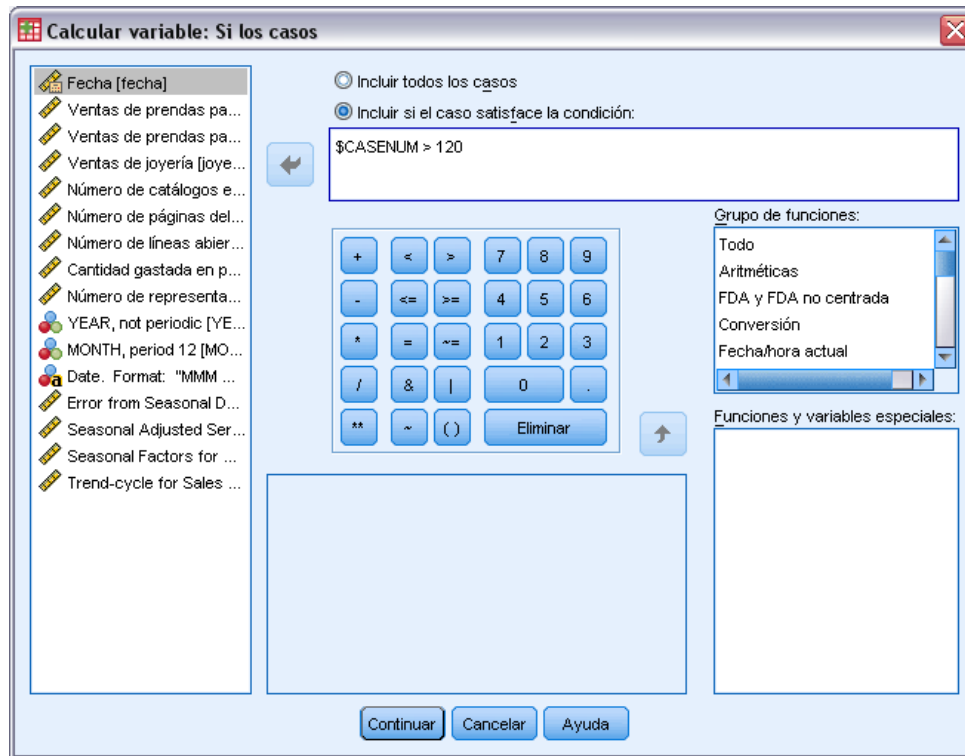 Calcular variable: Si los casos
Fecha [fecha]
Ventas de prendas pa...
Ventas de prendas pa...
Ventas de joyería [joye...
Número de catálogos e...
Número de páginas del...
Número de líneas abier...
Cantidad gastada en p...
Número de representa...
YEAR, not periodic [YE...
MONTH, period 12 [MO...
Date. Format: "MMM ...
Error from Seasonal D...
Seasonal Adjusted Ser...
Seasonal Factors for ...
Trend-cycle for Sales ...
Incluir todos los casos
Incluir si el caso satisface la condición:
$CASENUM > 120
+ < > 7 8 9
- <= >= 4 5 6
* = ~= 1 2 3
/ & | 0 .
** ~ ( ) Eliminar
Grupo de funciones:
Todo
Aritméticas
FDA y FDA no centrada
Conversión
Fecha/hora actual
Funciones y variables especiales:
Continuar Cancelar Ayuda